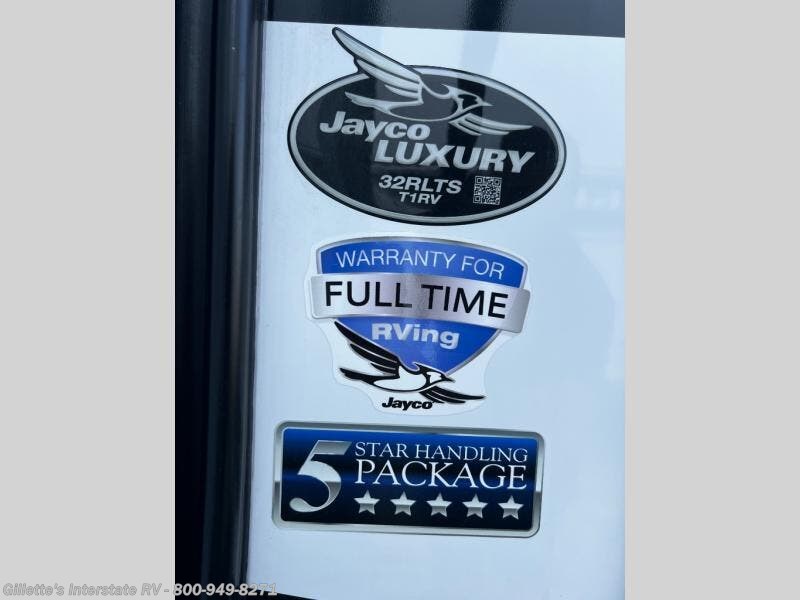 Jayco
LUXURY
32RLTS
T1RV
WARRANTY FOR
FULL TIME
RVing
Jayco
5 STAR HANDLING
PACKAGE
Gillette's Interstate RV - 800-949-8271